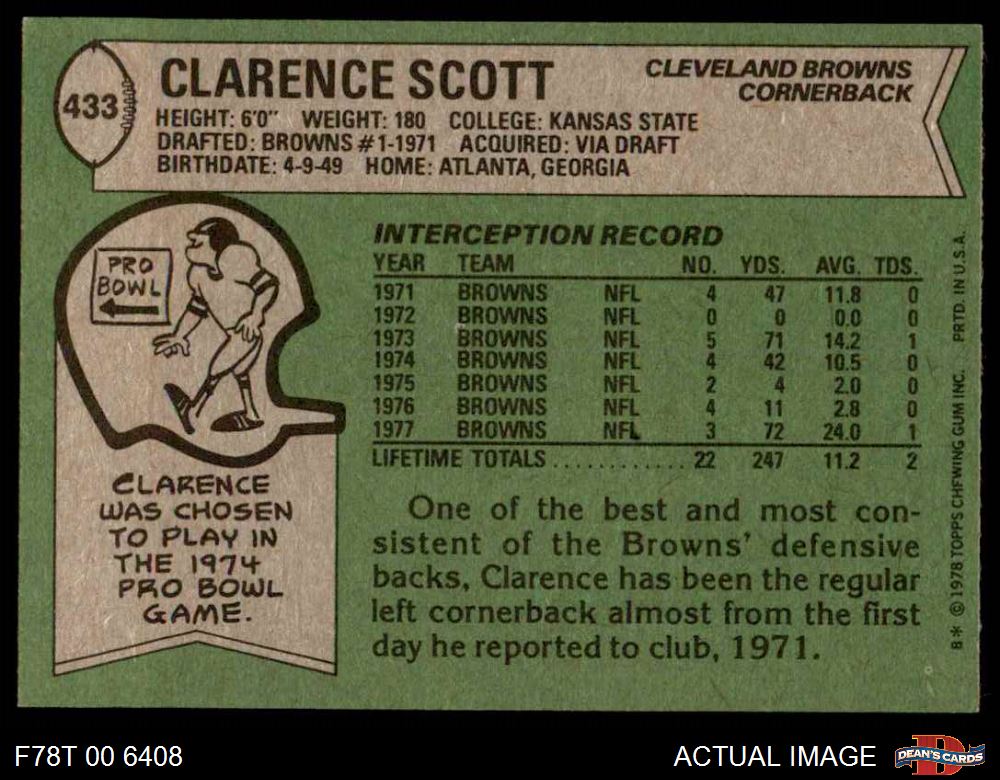 433
CLARENCE SCOTT
CLEVELAND BROWNS
CORNERBACK
HEIGHT: 6'0" WEIGHT: 180 COLLEGE: KANSAS STATE
DRAFTED: BROWNS #1-1971 ACQUIRED: VIA DRAFT
BIRTHDATE: 4-9-49 HOME: ATLANTA, GEORGIA
PRO
BOWL
CLARENCE
WAS CHOSEN
TO PLAY IN
THE 1974
PRO BOWL
GAME.
INTERCEPTION RECORD
YEAR TEAM NO. YDS. AVG. TDS.
1971 BROWNS NFL 4 47 11.8 0
1972 BROWNS NFL 0 0 0.0 0
1973 BROWNS NFL 5 71 14.2 1
1974 BROWNS NFL 4 42 10.5 0
1975 BROWNS NFL 2 4 2.0 0
1976 BROWNS NFL 4 11 2.8 0
1977 BROWNS NFL 3 72 24.0 1
LIFETIME TOTALS ............ 22 247 11.2 2
One of the best and most con-
sistent of the Browns' defensive
backs, Clarence has been the regular
left cornerback almost from the first
day he reported to club, 1971.
B* © 1978 TOPPS CHEWING GUM INC. PRTD. IN U.S.A.
F78T 00 6408
ACTUAL IMAGE
D
DEAN'S CARDS